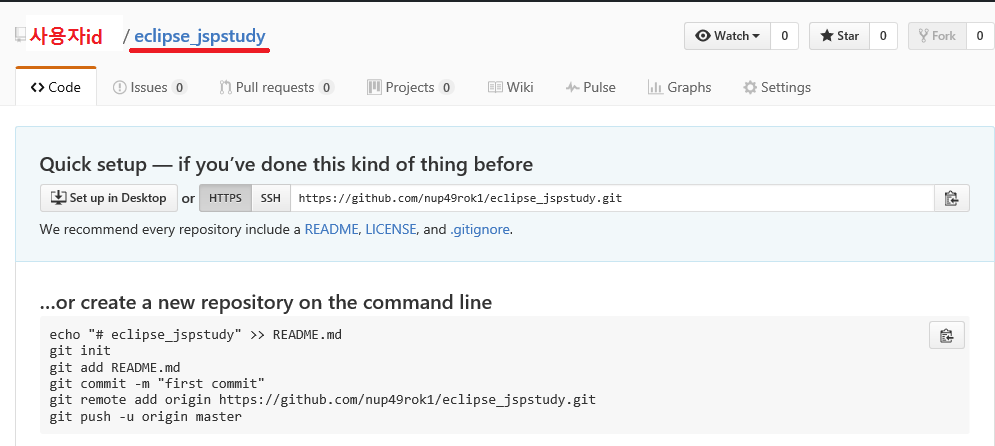 사용자id / eclipse_jspstudy
Watch 0 Star 0 Fork 0
Code Issues 0 Pull requests 0 Projects 0 Wiki Pulse Graphs Settings
Quick setup — if you’ve done this kind of thing before
Set up in Desktop or HTTPS SSH https://github.com/nup49rok1/eclipse_jspstudy.git
We recommend every repository include a README, LICENSE, and .gitignore.
…or create a new repository on the command line
echo "# eclipse_jspstudy" >> README.md
git init
git add README.md
git commit -m "first commit"
git remote add origin https://github.com/nup49rok1/eclipse_jspstudy.git
git push -u origin master